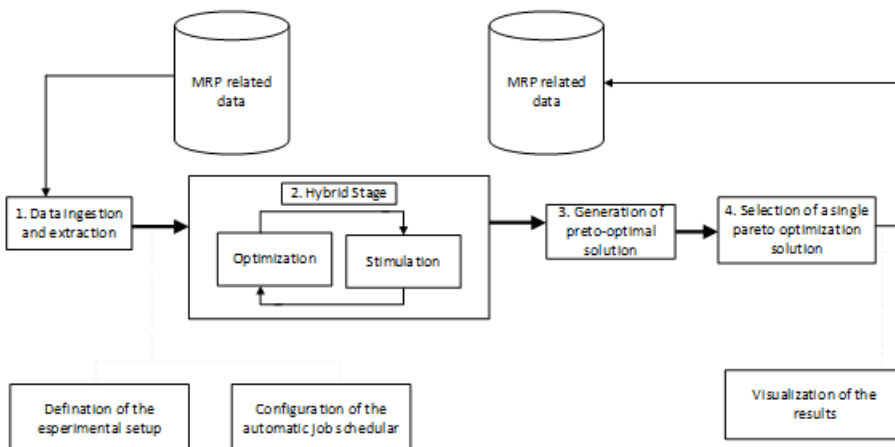 MRP related
data
MRP related
data
1. Data ingestion
and extraction
2. Hybrid Stage
Optimization
Stimulation
3. Generation of
preto-optimal
solution
4. Selection of a single
pareto optimization
solution
Defination of the
esperimental setup
Configuration of the
automatic job schedular
Visualization of the
results